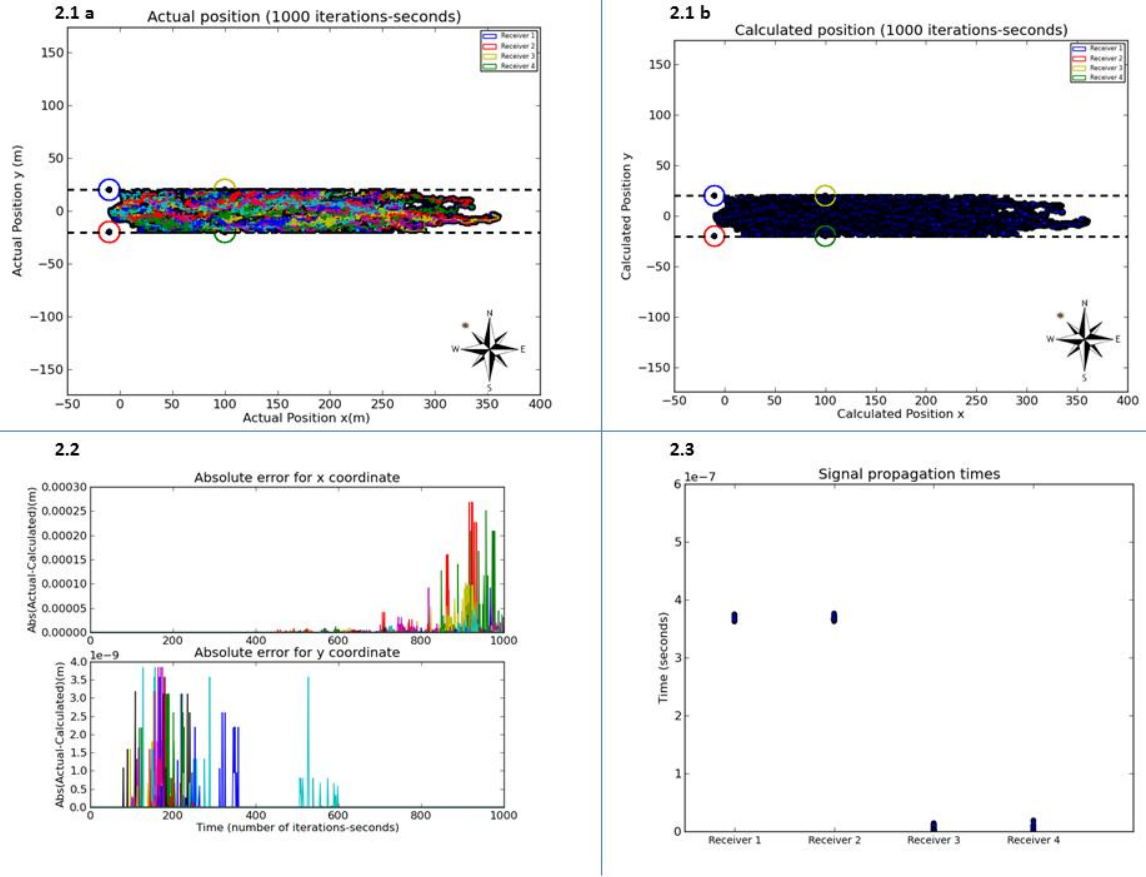 2.1 a
Actual position (1000 iterations-seconds)
Receiver 1
Receiver 2
Receiver 3
Receiver 4
150
100
50
0
−50
−100
−150
Actual Position y (m)
N
W
E
S
−50 0 50 100 150 200 250 300 350 400
Actual Position x(m)
2.1 b
Calculated position (1000 iterations-seconds)
Receiver 1
Receiver 2
Receiver 3
Receiver 4
150
100
50
0
−50
−100
−150
Calculated Position y
N
W
E
S
−50 0 50 100 150 200 250 300 350 400
Calculated Position x
2.2
Absolute error for x coordinate
0.00030
0.00025
0.00020
0.00015
0.00010
0.00005
0.00000
Abs(Actual-Calculated)(m)
0 200 400 600 800 1000
Absolute error for y coordinate
1e−9
4.0
3.5
3.0
2.5
2.0
1.5
1.0
0.5
0.0
Abs(Actual-Calculated)(m)
0 200 400 600 800 1000
Time (number of iterations-seconds)
2.3
Signal propagation times
1e−7
6
5
4
3
2
1
0
Time (seconds)
Receiver 1 Receiver 2 Receiver 3 Receiver 4